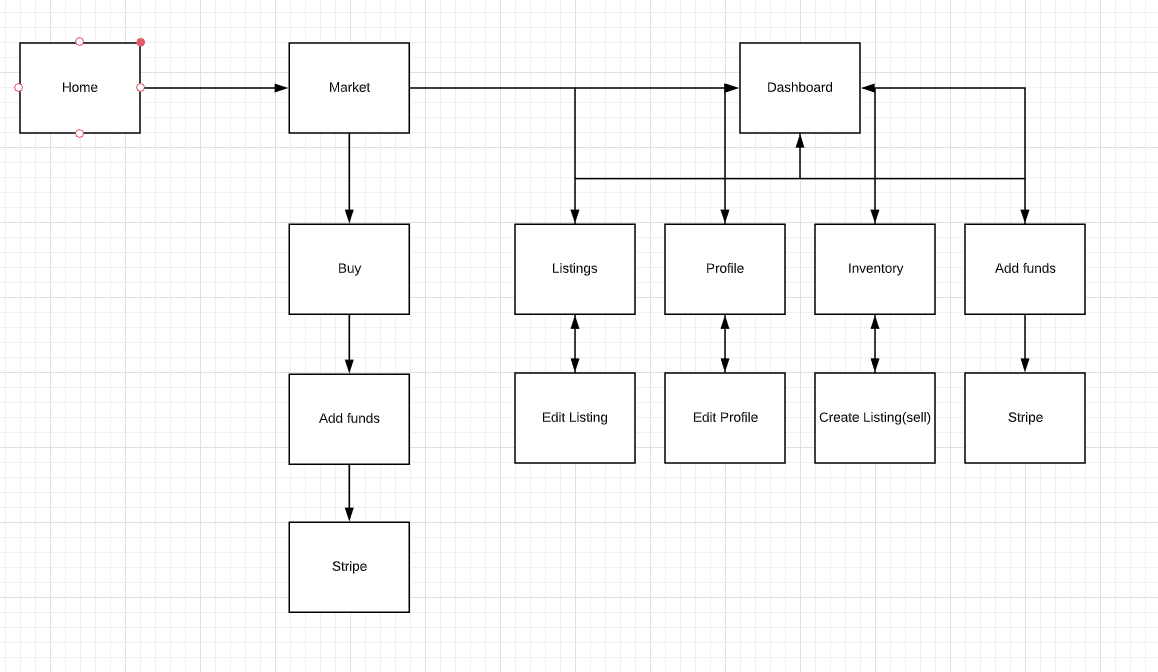 Home
Market
Dashboard
Buy
Listings
Profile
Inventory
Add funds
Add funds
Edit Listing
Edit Profile
Create Listing(sell)
Stripe
Stripe